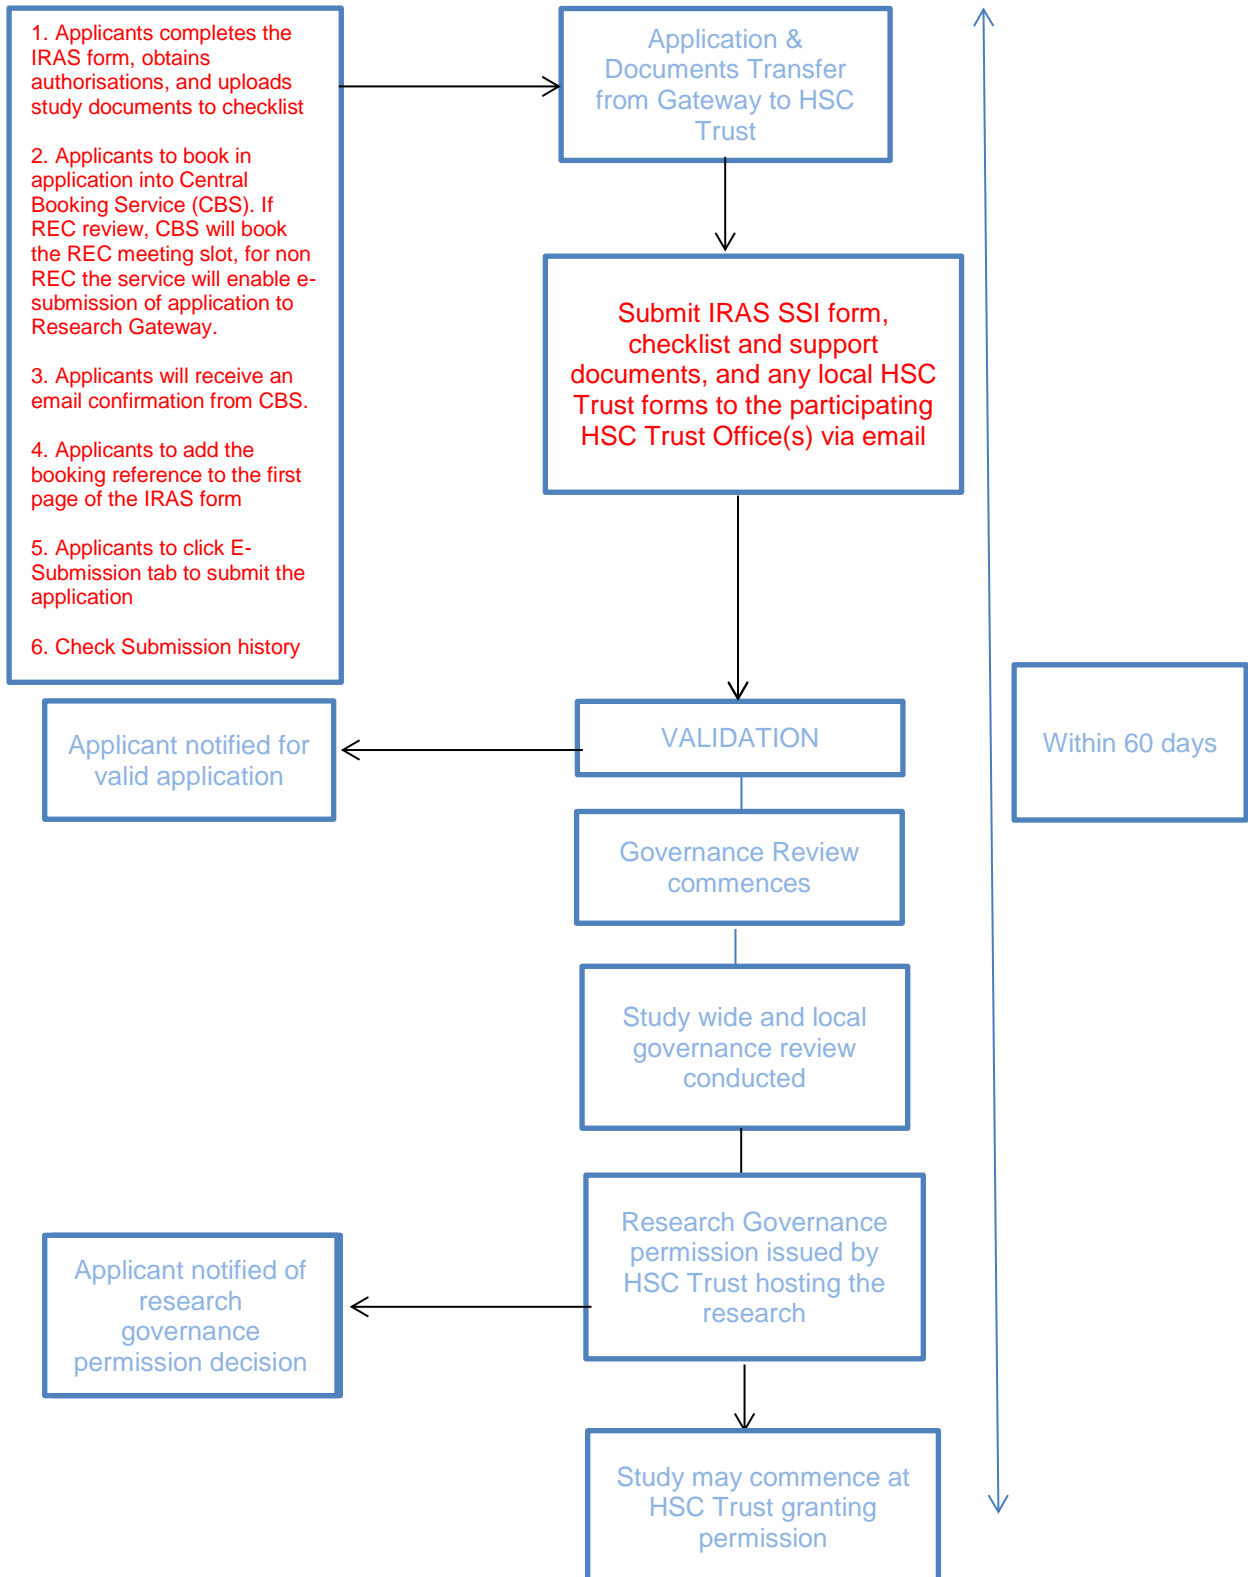 1. Applicants completes the
IRAS form, obtains
authorisations, and uploads
study documents to checklist
2. Applicants to book in
application into Central
Booking Service (CBS). If
REC review, CBS will book
the REC meeting slot, for non
REC the service will enable e-
submission of application to
Research Gateway.
3. Applicants will receive an
email confirmation from CBS.
4. Applicants to add the
booking reference to the first
page of the IRAS form
5. Applicants to click E-
Submission tab to submit the
application
6. Check Submission history
Application &
Documents Transfer
from Gateway to HSC
Trust
Submit IRAS SSI form,
checklist and support
documents, and any local HSC
Trust forms to the participating
HSC Trust Office(s) via email
Applicant notified for
valid application
VALIDATION
Within 60 days
Governance Review
commences
Study wide and local
governance review
conducted
Research Governance
permission issued by
HSC Trust hosting the
research
Applicant notified of
research
governance
permission decision
Study may commence at
HSC Trust granting
permission